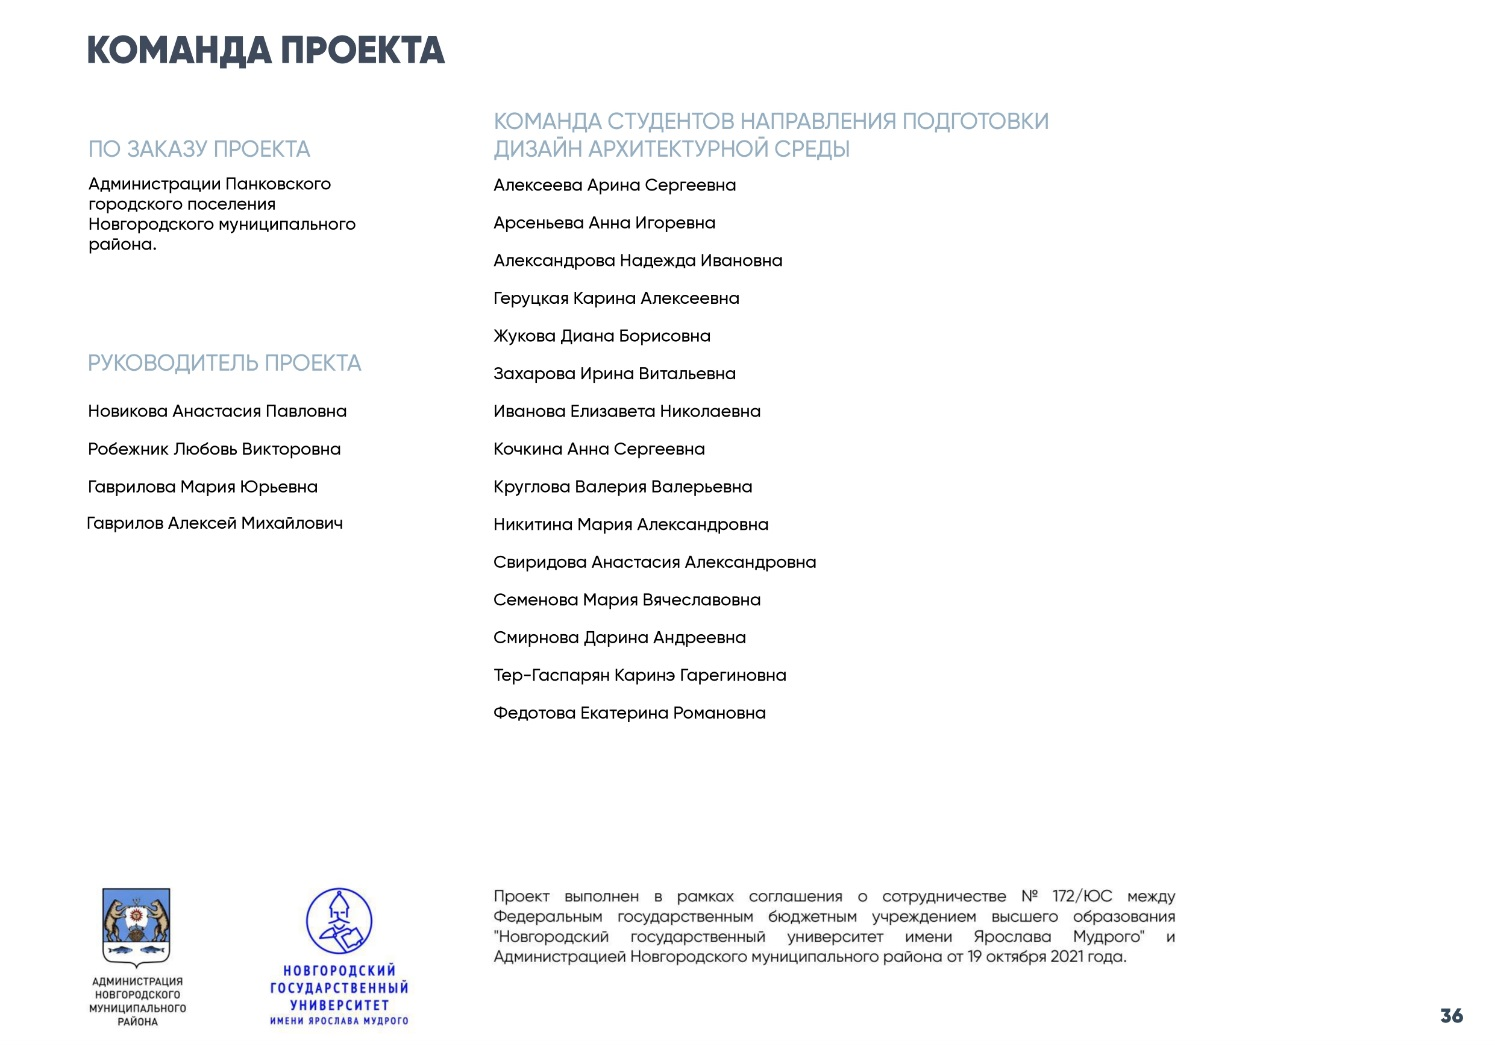 КОМАНДА ПРОЕКТА
ПО ЗАКАЗУ ПРОЕКТА
Администрации Панковского
городского поселения
Новгородского муниципального
района.
РУКОВОДИТЕЛЬ ПРОЕКТА
Новикова Анастасия Павловна
Робежник Любовь Викторовна
Гаврилова Мария Юрьевна
Гаврилов Алексей Михайлович
КОМАНДА СТУДЕНТОВ НАПРАВЛЕНИЯ ПОДГОТОВКИ
ДИЗАЙН АРХИТЕКТУРНОЙ СРЕДЫ
Алексеева Арина Сергеевна
Арсеньева Анна Игоревна
Александрова Надежда Ивановна
Геруцкая Карина Алексеевна
Жукова Диана Борисовна
Захарова Ирина Витальевна
Иванова Елизавета Николаевна
Кочкина Анна Сергеевна
Круглова Валерия Валерьевна
Никитина Мария Александровна
Свиридова Анастасия Александровна
Семенова Мария Вячеславовна
Смирнова Дарина Андреевна
Тер-Гаспарян Каринэ Гарегиновна
Федотова Екатерина Романовна
АДМИНИСТРАЦИЯ
НОВГОРОДСКОГО
МУНИЦИПАЛЬНОГО
РАЙОНА
НОВГОРОДСКИЙ
ГОСУДАРСТВЕННЫЙ
УНИВЕРСИТЕТ
ИМЕНИ ЯРОСЛАВА МУДРОГО
Проект выполнен в рамках соглашения о сотрудничестве № 172/ЮС между
Федеральным государственным бюджетным учреждением высшего образования
"Новгородский государственный университет имени Ярослава Мудрого" и
Администрацией Новгородского муниципального района от 19 октября 2021 года.
36